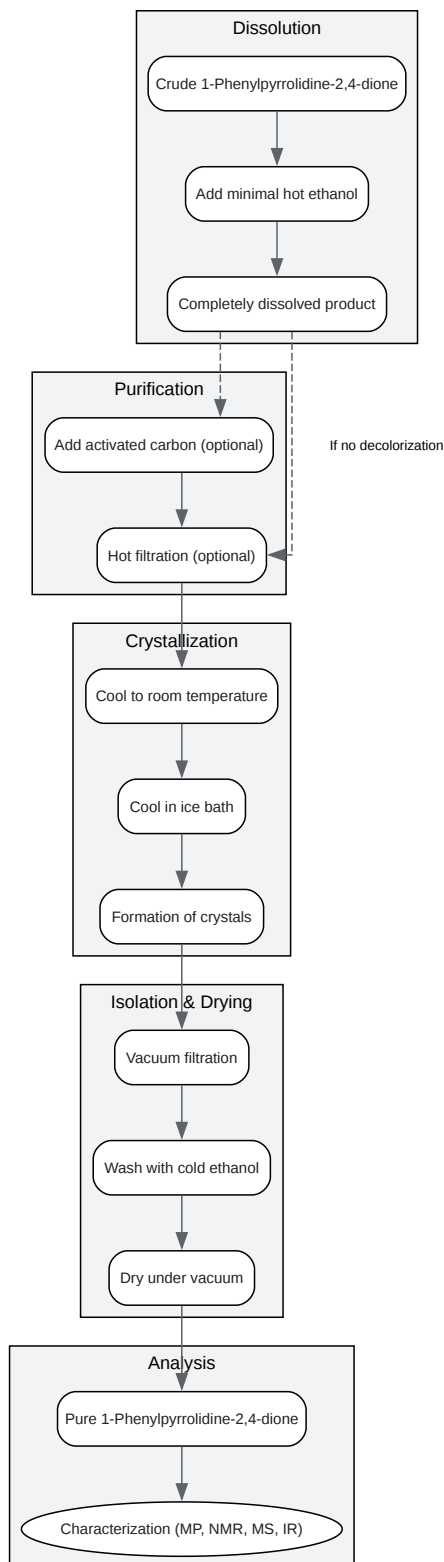 Dissolution
Crude 1-Phenylpyrrolidine-2,4-dione
Add minimal hot ethanol
Completely dissolved product
Purification
Add activated carbon (optional)
If no decolorization
Hot filtration (optional)
Crystallization
Cool to room temperature
Cool in ice bath
Formation of crystals
Isolation & Drying
Vacuum filtration
Wash with cold ethanol
Dry under vacuum
Analysis
Pure 1-Phenylpyrrolidine-2,4-dione
Characterization (MP, NMR, MS, IR)